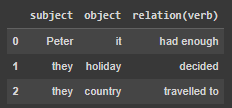 subject object relation(verb)
0 Peter it had enough
1 they holiday decided
2 they country travelled to